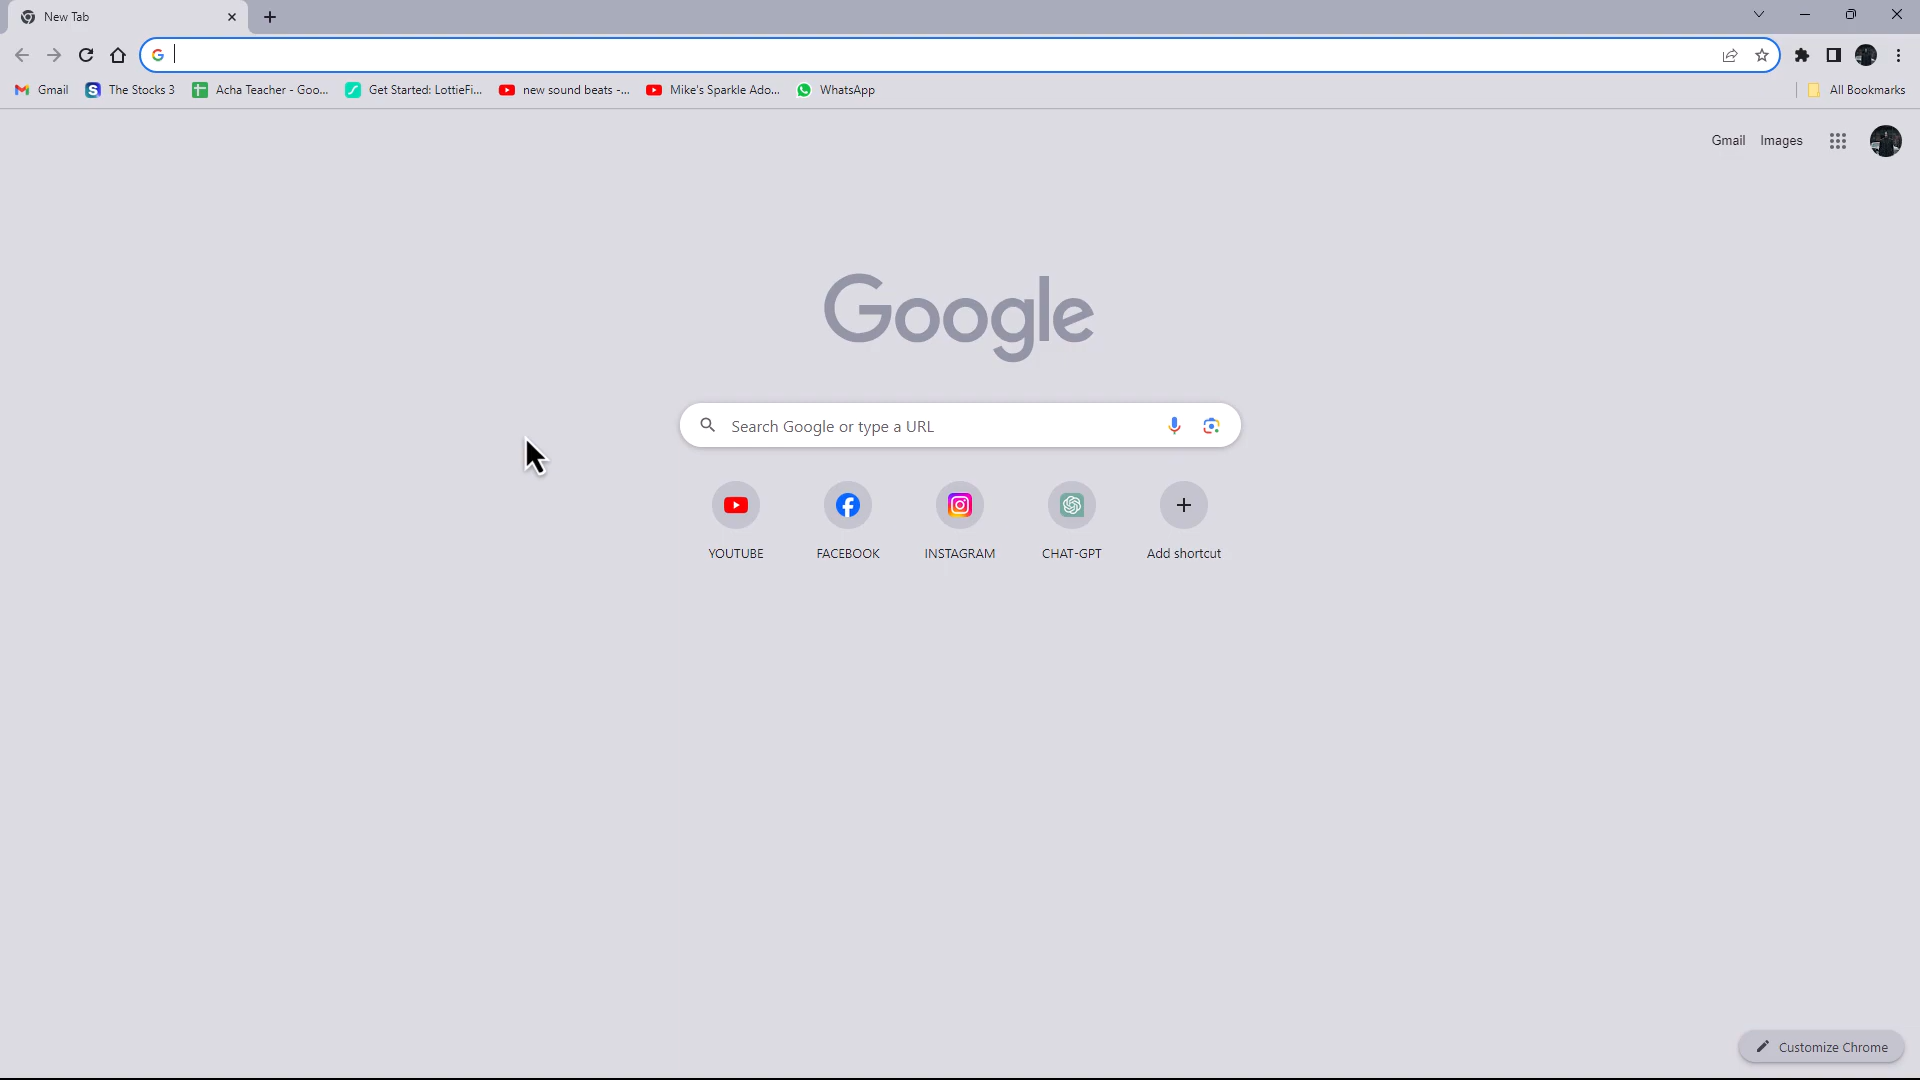 New Tab
Gmail The Stocks 3 Acha Teacher - Goo... Get Started: LottieFi... new sound beats -... Mike's Sparkle Ado... WhatsApp All Bookmarks
Gmail Images
Google
Search Google or type a URL
YOUTUBE FACEBOOK INSTAGRAM CHAT-GPT Add shortcut
Customize Chrome